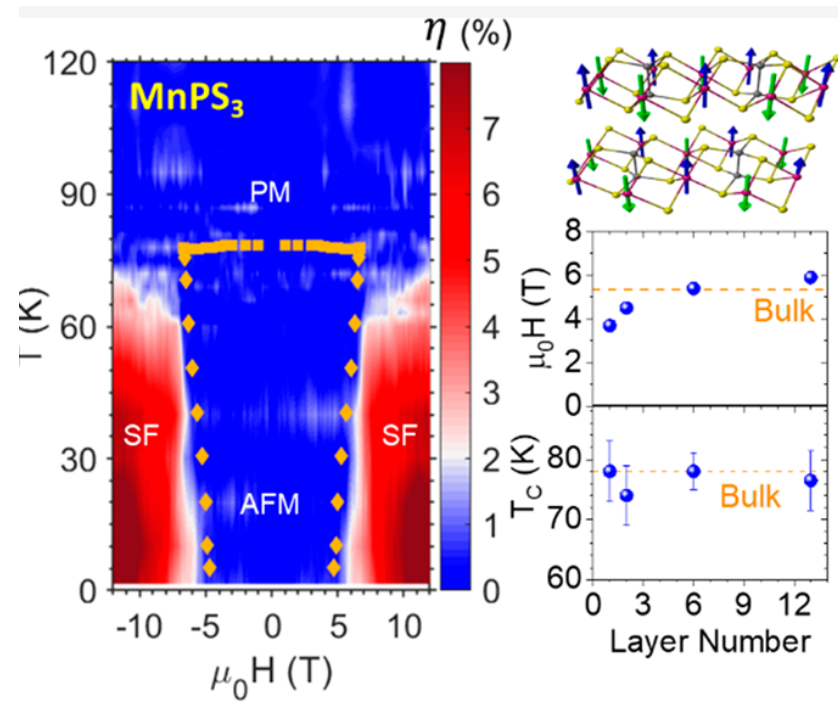 η (%)
120
90
60
30
0
T (K)
MnPS₃
PM
SF
SF
AFM
-10
-5
0
5
10
μ₀H (T)
7
6
5
4
3
2
1
0
8
6
4
2
0
μ₀H (T)
Bulk
80
70
60
T_C (K)
Bulk
0
3
6
9
12
Layer Number